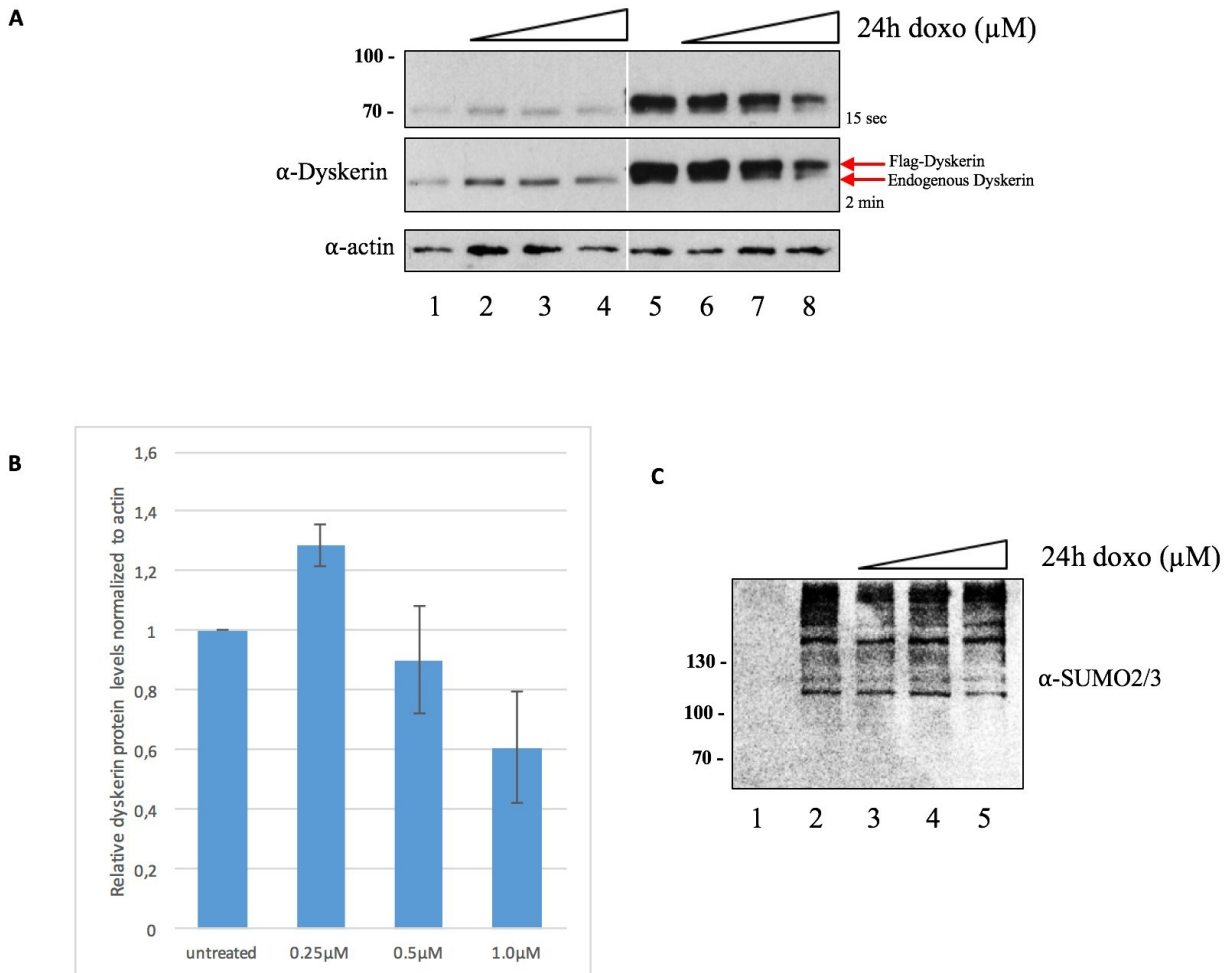 A
24h doxo (µM)
100 -
70 -
15 sec
α-Dyskerin
Flag-Dyskerin
Endogenous Dyskerin
2 min
α-actin
1 2 3 4 5 6 7 8
B
Relative dyskerin protein levels normalized to actin
1,6
1,4
1,2
1
0,8
0,6
0,4
0,2
0
untreated 0.25µM 0.5µM 1.0µM
C
24h doxo (µM)
130 -
100 -
70 -
α-SUMO2/3
1 2 3 4 5